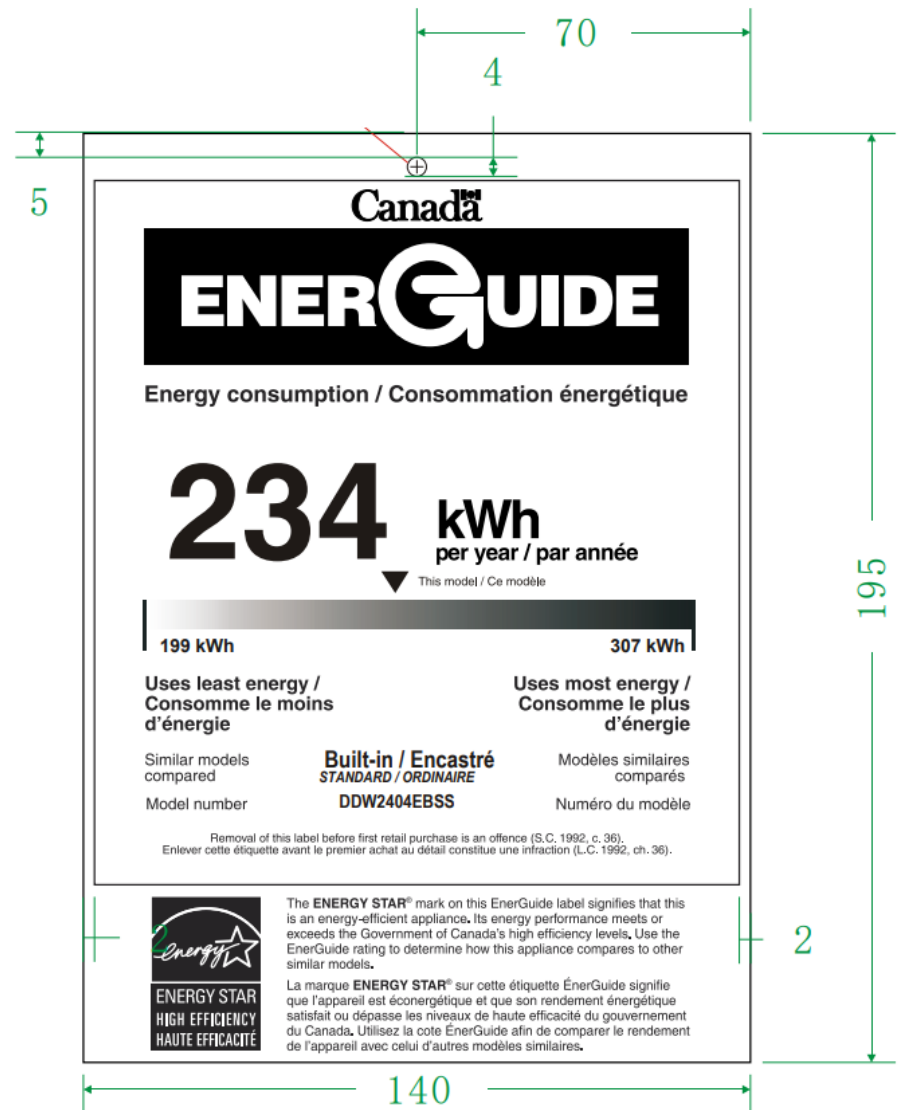 70
4
5
Canada
ENERGUIDE
Energy consumption / Consommation énergétique
234 kWh
per year / par année
This model / Ce modèle
199 kWh 307 kWh
Uses least energy /
Consomme le moins
d'énergie
Uses most energy /
Consomme le plus
d'énergie
Similar models
compared
Built-in / Encastré
STANDARD / ORDINAIRE
Modèles similaires
comparés
Model number DDW2404EBSS Numéro du modèle
Removal of this label before first retail purchase is an offence (S.C. 1992, c. 36).
Enlever cette étiquette avant le premier achat au détail constitue une infraction (L.C. 1992, ch. 36).
195
2
energy
ENERGY STAR
HIGH EFFICIENCY
HAUTE EFFICACITÉ
The ENERGY STAR® mark on this EnerGuide label signifies that this
is an energy-efficient appliance. Its energy performance meets or
exceeds the Government of Canada's high efficiency levels. Use the
EnerGuide rating to determine how this appliance compares to other
similar models.
La marque ENERGY STAR® sur cette étiquette ÉnerGuide signifie
que l'appareil est éconergétique et que son rendement énergétique
satisfait ou dépasse les niveaux de haute efficacité du gouvernement
du Canada. Utilisez la cote ÉnerGuide afin de comparer le rendement
de l'appareil avec celui d'autres modèles similaires.
2
140